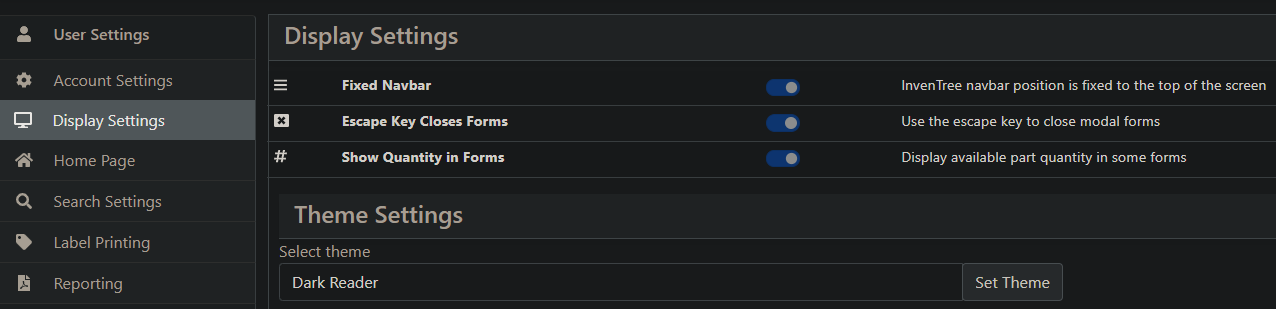 User Settings
Account Settings
Display Settings
Home Page
Search Settings
Label Printing
Reporting
Display Settings
Fixed Navbar InvenTree navbar position is fixed to the top of the screen
Escape Key Closes Forms Use the escape key to close modal forms
# Show Quantity in Forms Display available part quantity in some forms
Theme Settings
Select theme
Dark Reader Set Theme